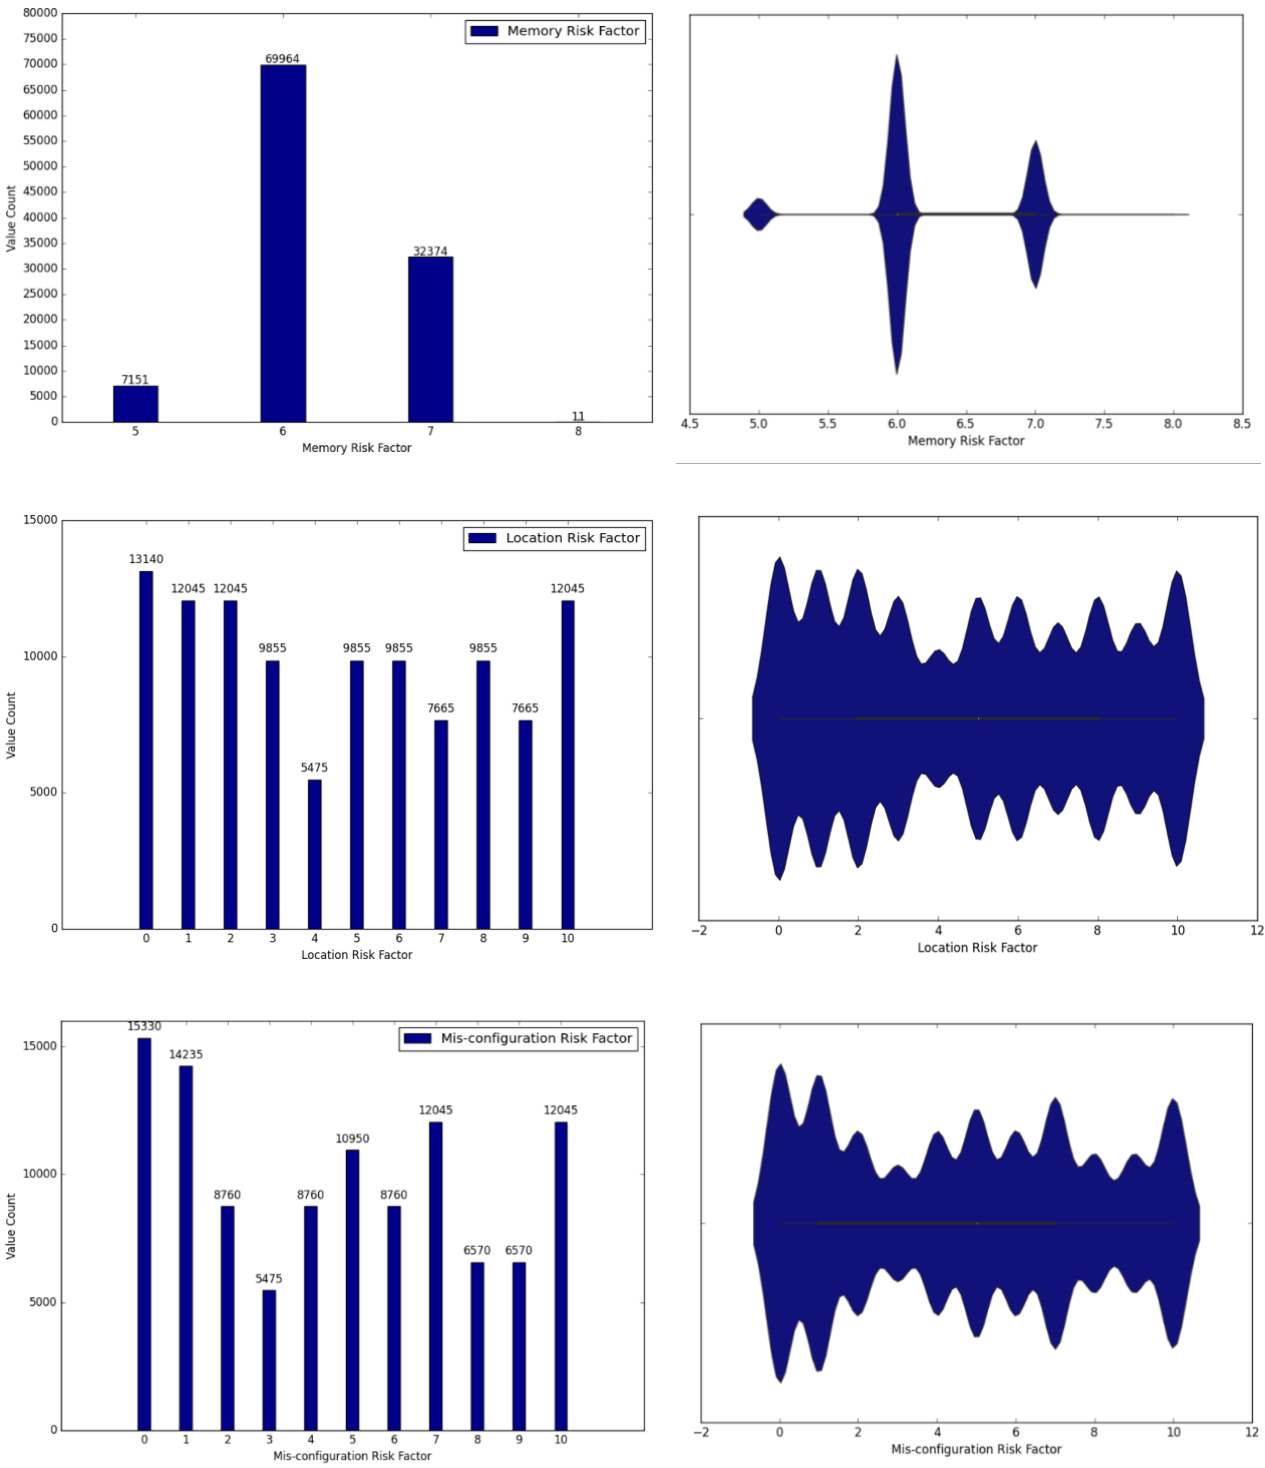 80000
75000
70000
65000
60000
55000
50000
45000
40000
35000
30000
25000
20000
15000
10000
5000
0
Value Count
Memory Risk Factor
7151
69964
32374
11
5 6 7 8
Memory Risk Factor
4.5 5.0 5.5 6.0 6.5 7.0 7.5 8.0 8.5
Memory Risk Factor
15000
10000
5000
0
Value Count
Location Risk Factor
13140
12045
12045
9855
5475
9855
9855
7665
9855
7665
12045
0 1 2 3 4 5 6 7 8 9 10
Location Risk Factor
−2 0 2 4 6 8 10 12
Location Risk Factor
15000
10000
5000
0
Value Count
Mis-configuration Risk Factor
15330
14235
8760
5475
8760
10950
8760
12045
6570
6570
12045
0 1 2 3 4 5 6 7 8 9 10
Mis-configuration Risk Factor
−2 0 2 4 6 8 10 12
Mis-configuration Risk Factor